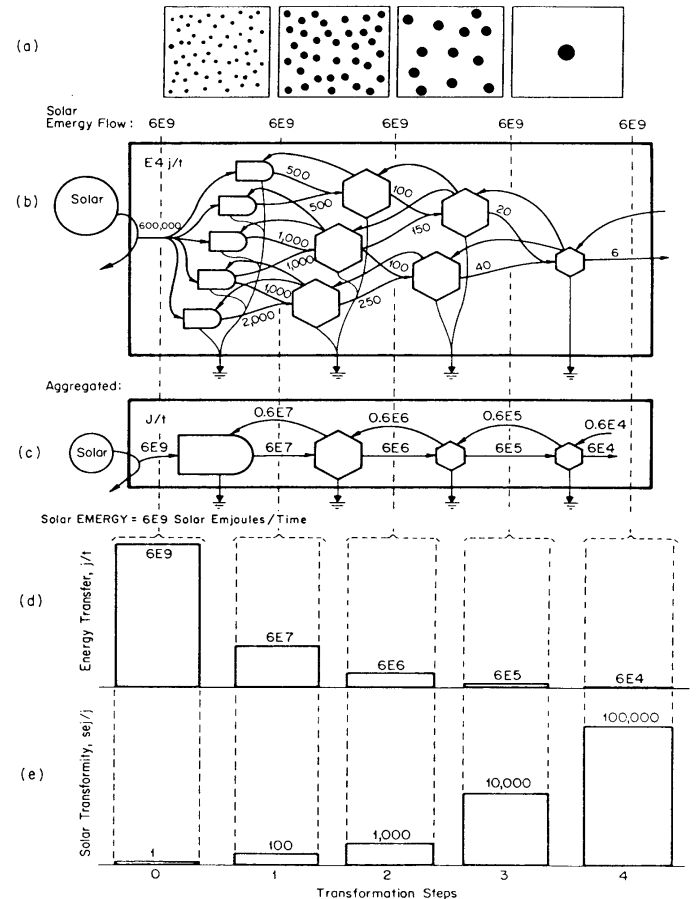 (a)
Solar
Emergy Flow: 6E9 6E9 6E9 6E9 6E9
E4 j/t
(b)
Solar
600,000
500
500
1,000
1,000
1,000
2,000
100
150
100
250
20
40
6
Aggregated:
J/t
(c)
Solar
6E9
0.6E7
6E7
0.6E6
6E6
0.6E5
6E5
0.6E4
6E4
Solar EMERGY = 6E9 Solar Emjoules/Time
(d)
Energy Transfer, j/t
6E9
6E7
6E6
6E5
6E4
(e)
Solar Transformity, sej/j
1
100
1,000
10,000
100,000
0 1 2 3 4
Transformation Steps